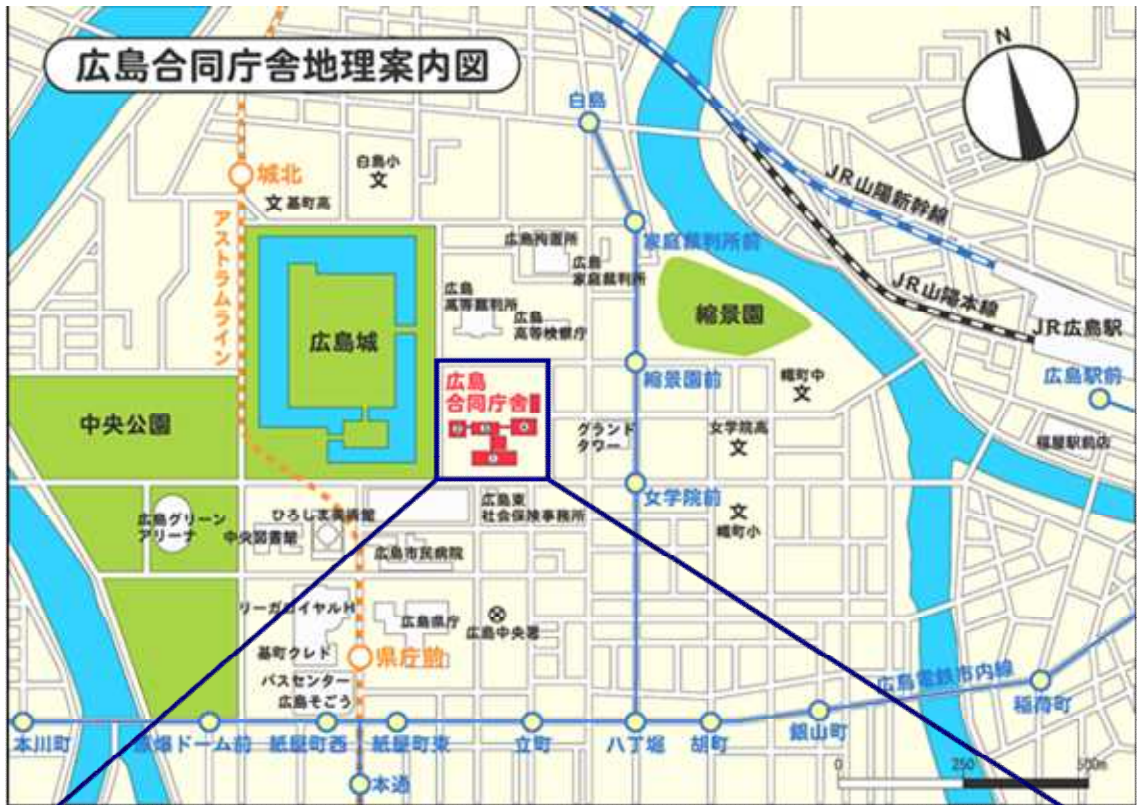 広島合同庁舎地理案内図
N
白島
城北
白島小
文
文 基町高
JR山陽新幹線
アストラムライン
広島拘置所
家庭裁判所前
広島
家庭裁判所
広島
高等裁判所
広島
高等検察庁
JR山陽本線
縮景園
JR広島駅
広島城
広島
合同庁舎
縮景園前
幟町中
文
広島駅前
中央公園
グランド
タワー
女学院高
文
福屋駅前店
女学院前
広島東
社会保険事務所
文
幟町小
広島グリーン
アリーナ
ひろしま美術館
中央図書館
広島市民病院
リーガロイヤルH
広島県庁
広島中央署
基町クレド
県庁前
バスセンター
広島そごう
広島電鉄市内線
稲荷町
銀山町
本川町
原爆ドーム前
紙屋町西
紙屋町東
立町
八丁堀
胡町
本通
0
250
500m